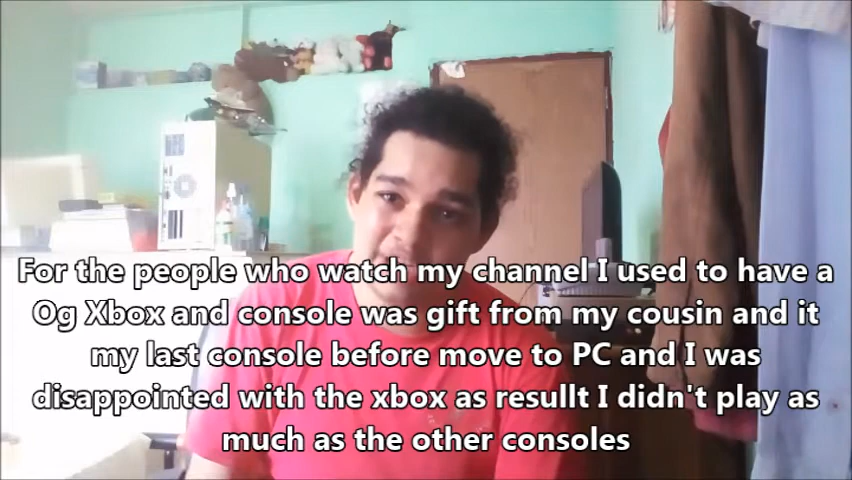 For the people who watch my channel I used to have a
Og Xbox and console was gift from my cousin and it
my last console before move to PC and I was
disappointed with the xbox as resullt I didn't play as
much as the other consoles